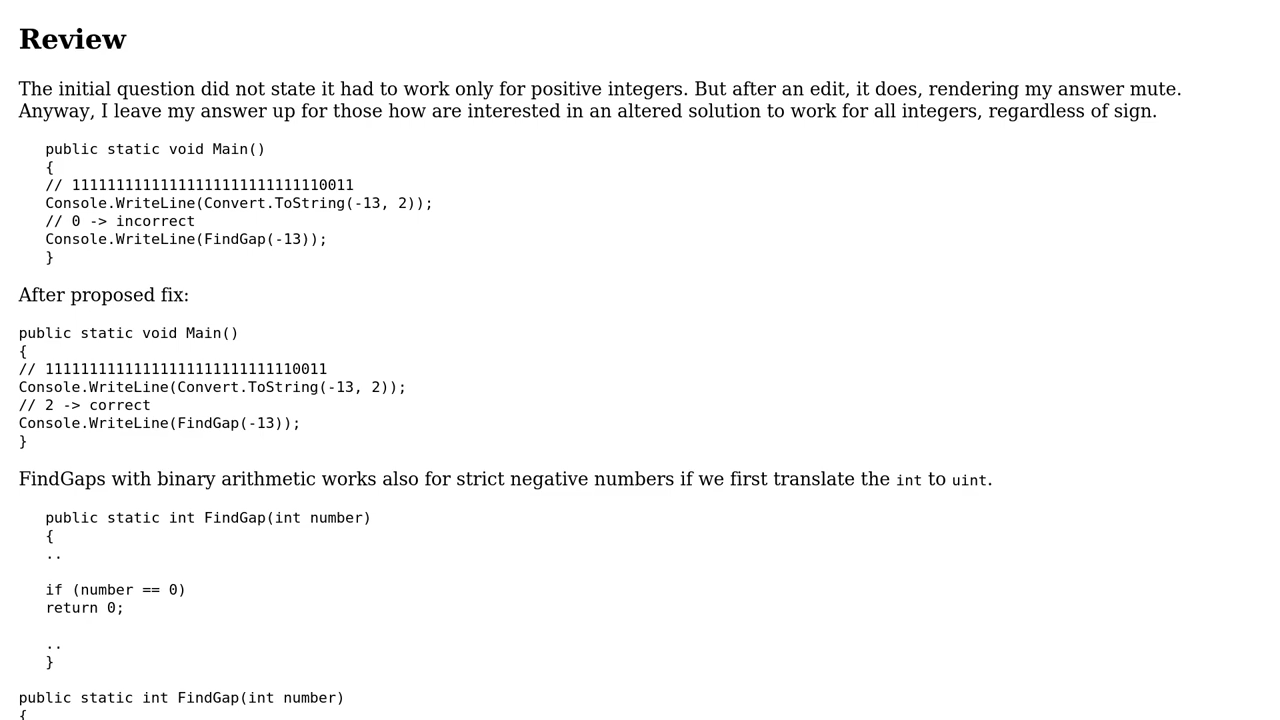 Review
The initial question did not state it had to work only for positive integers. But after an edit, it does, rendering my answer mute.
Anyway, I leave my answer up for those how are interested in an altered solution to work for all integers, regardless of sign.
public static void Main()
{
// 11111111111111111111111111110011
Console.WriteLine(Convert.ToString(-13, 2));
// 0 -> incorrect
Console.WriteLine(FindGap(-13));
}
After proposed fix:
public static void Main()
{
// 11111111111111111111111111110011
Console.WriteLine(Convert.ToString(-13, 2));
// 2 -> correct
Console.WriteLine(FindGap(-13));
}
FindGaps with binary arithmetic works also for strict negative numbers if we first translate the int to uint.
public static int FindGap(int number)
{
..
if (number == 0)
return 0;
..
}
public static int FindGap(int number)
{